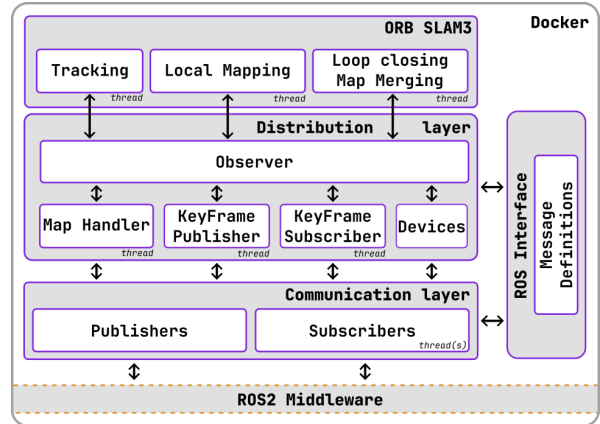 ORB SLAM3
Docker
Tracking
thread
Local Mapping
thread
Loop closing
Map Merging
thread
Distribution layer
Observer
Map Handler
thread
KeyFrame
Publisher
thread
KeyFrame
Subscriber
thread
Devices
Communication layer
Publishers
Subscribers
thread(s)
ROS Interface
Message
Definitions
ROS2 Middleware